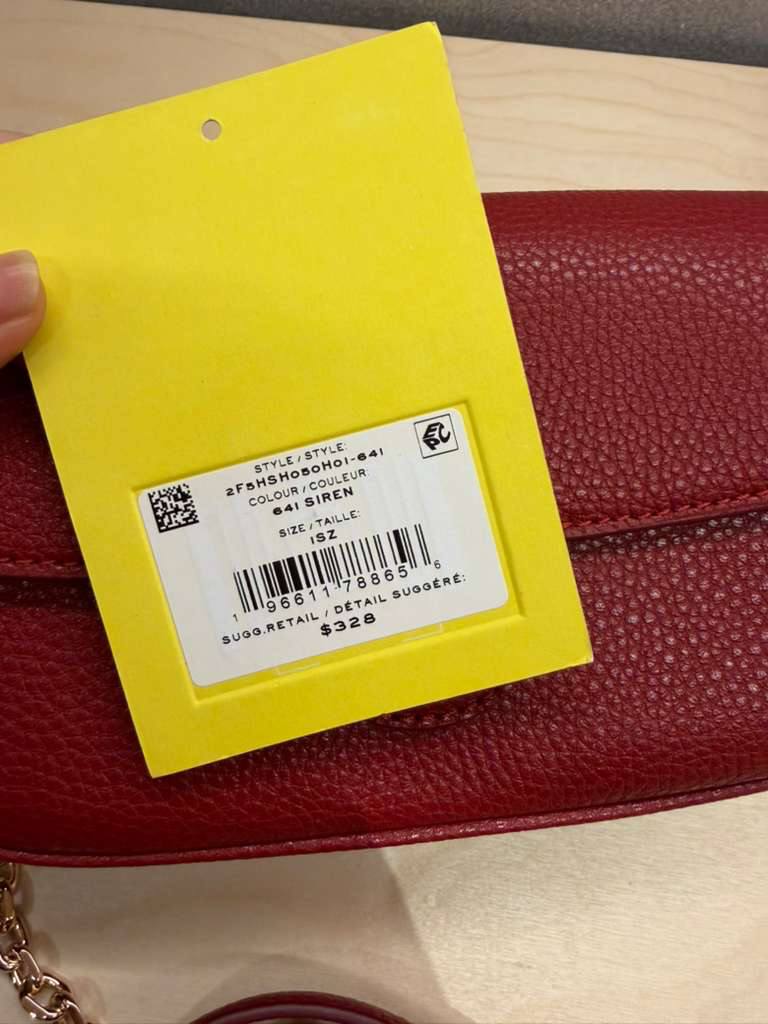 STYLE / STYLE:
2F5HSH050H01-641
COLOUR / COULEUR:
641 SIREN
SIZE / TAILLE:
1SZ
1 96611 78865 6
SUGG.RETAIL / DÉTAIL SUGGÉRÉ:
$328
EPC